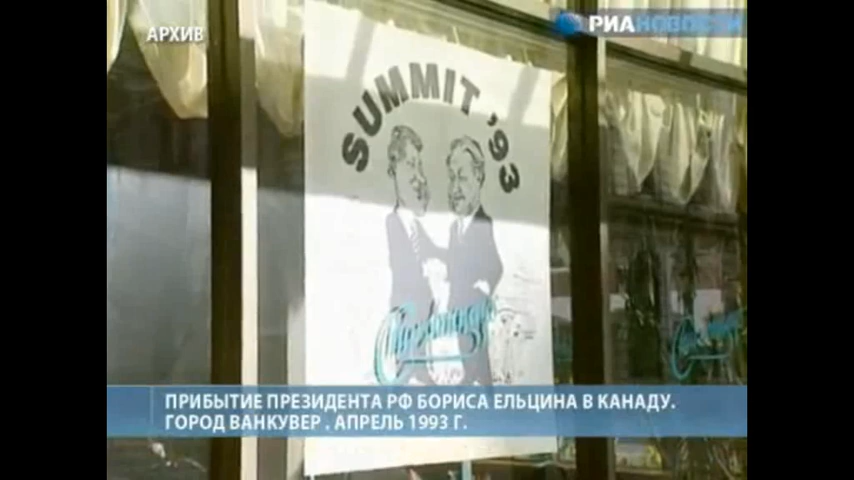 АРХИВ
РИАНОВОСТИ
SUMMIT '93
ПРИБЫТИЕ ПРЕЗИДЕНТА РФ БОРИСА ЕЛЬЦИНА В КАНАДУ.
ГОРОД ВАНКУВЕР . АПРЕЛЬ 1993 Г.